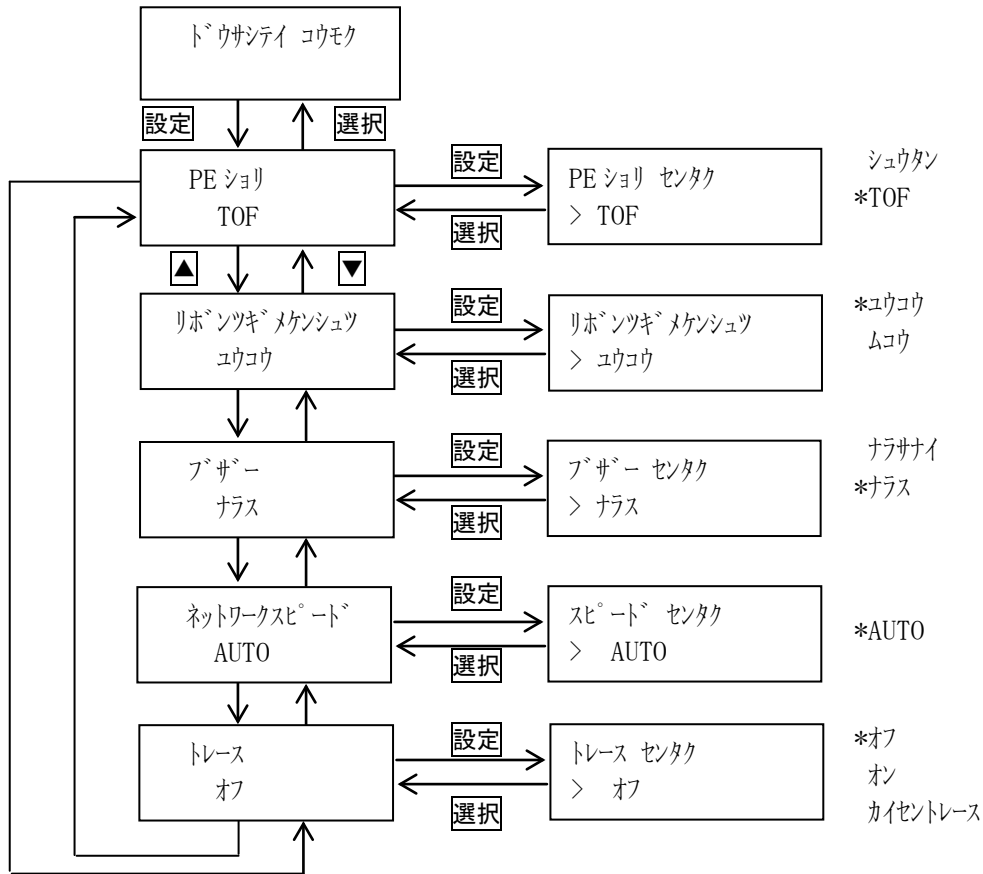 ﾄﾞｳｻｼﾃｲ ｺｳﾓｸ
設定
選択
PE ｼｮﾘ
TOF
設定
選択
PE ｼｮﾘ ｾﾝﾀｸ
> TOF
ｼｭｳﾀﾝ
*TOF
▲
▼
ﾘﾎﾞﾝﾂｷﾞﾒｹﾝｼｭﾂ
ﾕｳｺｳ
設定
選択
ﾘﾎﾞﾝﾂｷﾞﾒｹﾝｼｭﾂ
> ﾕｳｺｳ
*ﾕｳｺｳ
ﾑｺｳ
ﾌﾞｻﾞｰ
ﾅﾗｽ
設定
選択
ﾌﾞｻﾞｰ ｾﾝﾀｸ
> ﾅﾗｽ
ﾅﾗｻﾅｲ
*ﾅﾗｽ
ﾈｯﾄﾜｰｸｽﾋﾟｰﾄﾞ
AUTO
設定
選択
ｽﾋﾟｰﾄﾞ ｾﾝﾀｸ
> AUTO
*AUTO
ﾄﾚｰｽ
ｵﾌ
設定
選択
ﾄﾚｰｽ ｾﾝﾀｸ
> ｵﾌ
*ｵﾌ
ｵﾝ
ｶｲｾﾝﾄﾚｰｽ